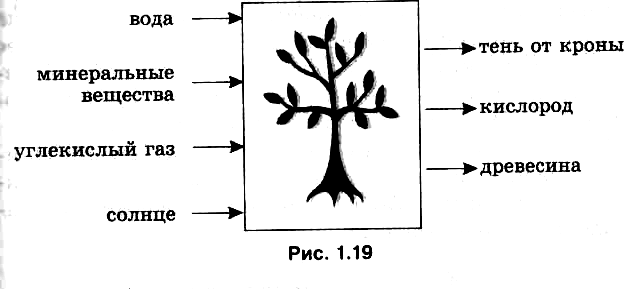 вода
минеральные
вещества
углекислый газ
солнце
тень от кроны
кислород
древесина
Рис. 1.19